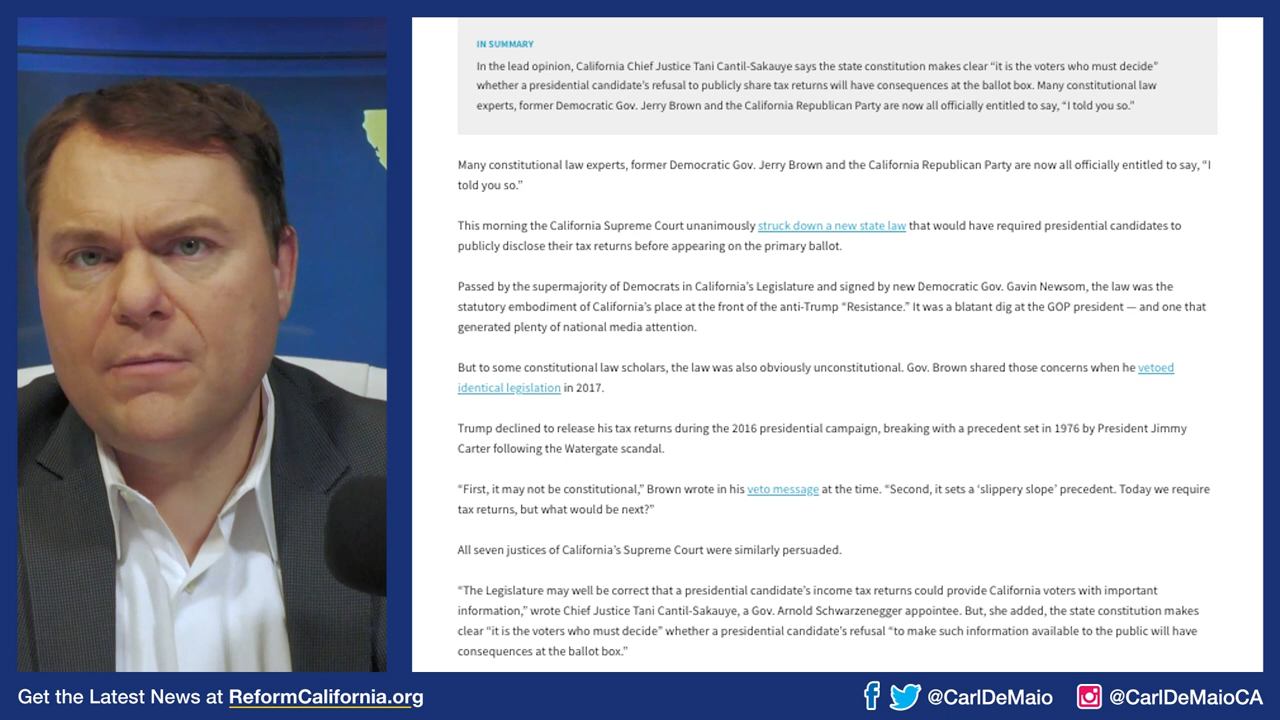 IN SUMMARY
In the lead opinion, California Chief Justice Tani Cantil-Sakauye says the state constitution makes clear “it is the voters who must decide”
whether a presidential candidate’s refusal to publicly share tax returns will have consequences at the ballot box. Many constitutional law
experts, former Democratic Gov. Jerry Brown and the California Republican Party are now all officially entitled to say, “I told you so.”
Many constitutional law experts, former Democratic Gov. Jerry Brown and the California Republican Party are now all officially entitled to say, “I
told you so.”
This morning the California Supreme Court unanimously struck down a new state law that would have required presidential candidates to
publicly disclose their tax returns before appearing on the primary ballot.
Passed by the supermajority of Democrats in California’s Legislature and signed by new Democratic Gov. Gavin Newsom, the law was the
statutory embodiment of California’s place at the front of the anti-Trump “Resistance.” It was a blatant dig at the GOP president — and one that
generated plenty of national media attention.
But to some constitutional law scholars, the law was also obviously unconstitutional. Gov. Brown shared those concerns when he vetoed
identical legislation in 2017.
Trump declined to release his tax returns during the 2016 presidential campaign, breaking with a precedent set in 1976 by President Jimmy
Carter following the Watergate scandal.
“First, it may not be constitutional,” Brown wrote in his veto message at the time. “Second, it sets a ‘slippery slope’ precedent. Today we require
tax returns, but what would be next?”
All seven justices of California’s Supreme Court were similarly persuaded.
“The Legislature may well be correct that a presidential candidate’s income tax returns could provide California voters with important
information,” wrote Chief Justice Tani Cantil-Sakauye, a Gov. Arnold Schwarzenegger appointee. But, she added, the state constitution makes
clear “it is the voters who must decide” whether a presidential candidate’s refusal “to make such information available to the public will have
consequences at the ballot box.”
Get the Latest News at ReformCalifornia.org
@CarlDeMaio
@CarlDeMaioCA